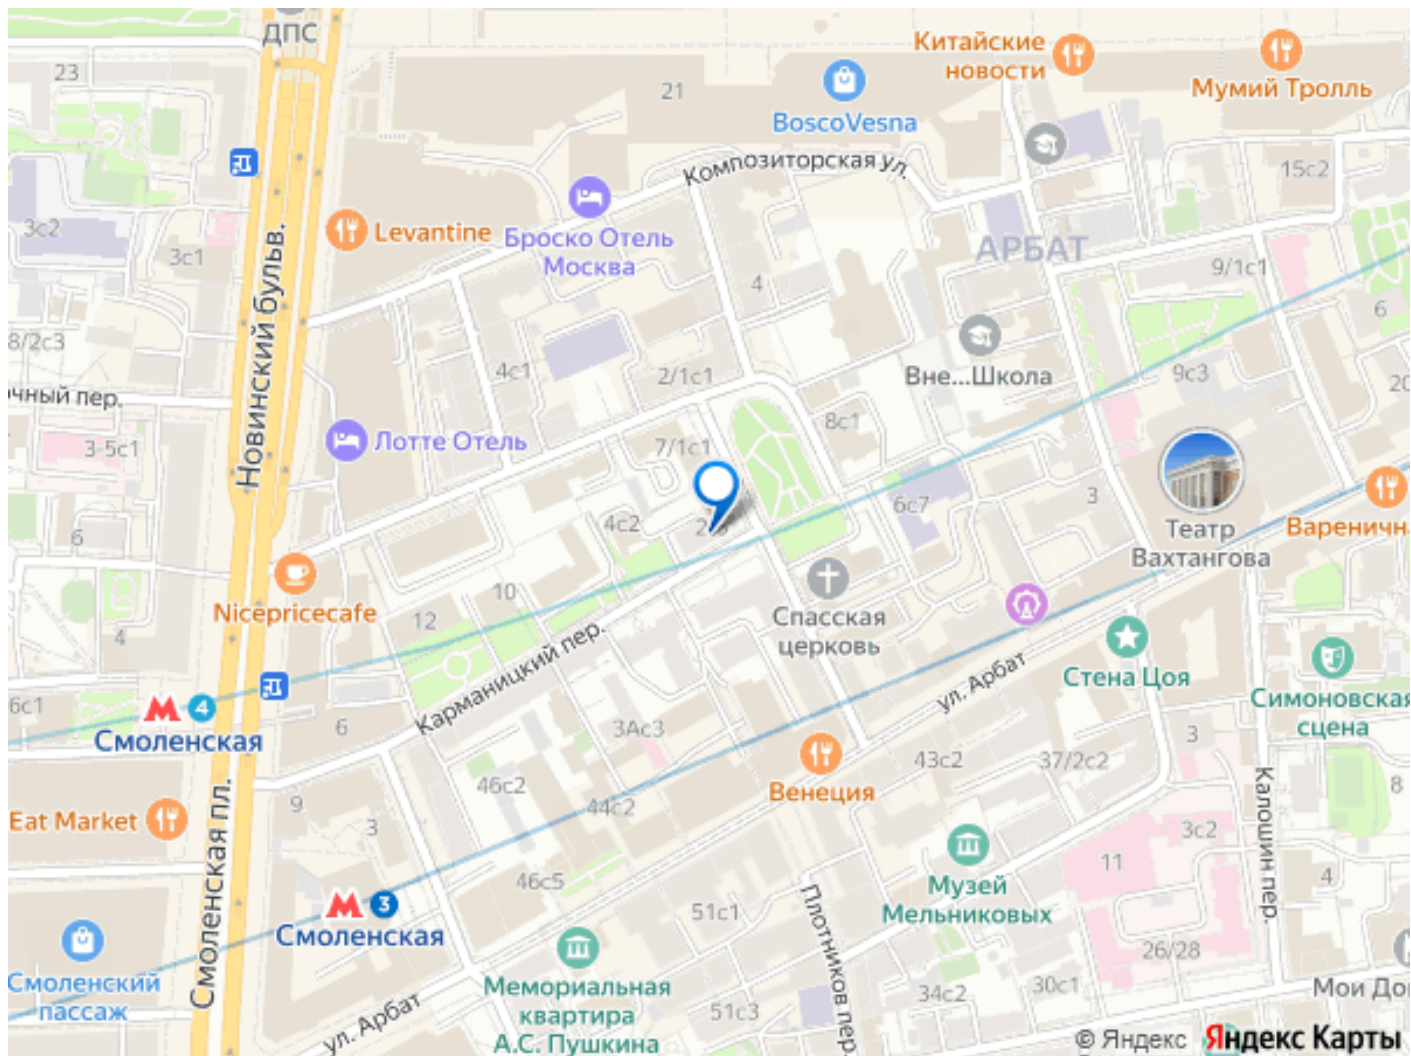 ДПС
23
21
Китайские
новости
Мумий Тролль
BoscoVesna
Композиторская ул.
15с2
3с2
3с1
Levantine
Броско Отель
Москва
АРБАТ
9/1с1
4
6
Новинский бульв.
8/2с3
4с1
2/1с1
Вне...Школа
9с3
20
чный пер.
3-5с1
Лотте Отель
7/1с1
8с1
6
4с2
6с7
3
Театр
Вахтангова
Вареничн
Nicepricecafe
10
12
4
Спасская
церковь
Карманицкий пер.
ул. Арбат
Стена Цоя
Симоновская
сцена
6с1
4
Смоленская
6
3Ас3
43с2
37/2с2
3
Венеция
46с2
44с2
Eat Market
9
3
Смоленская пл.
Калошин пер.
8
3с2
11
4
Музей
Мельниковых
46с5
51с1
3
Смоленская
Плотников пер.
26/28
Смоленский
пассаж
Мемориальная
квартира
А.С. Пушкина
51с3
34с2
30с1
Мои До
ул. Арбат
© Яндекс Яндекс Карты